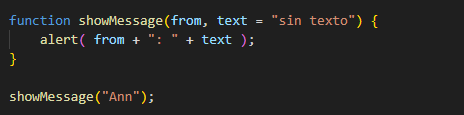 function showMessage(from, text = "sin texto") {
    alert( from + ": " + text );
}
showMessage("Ann");